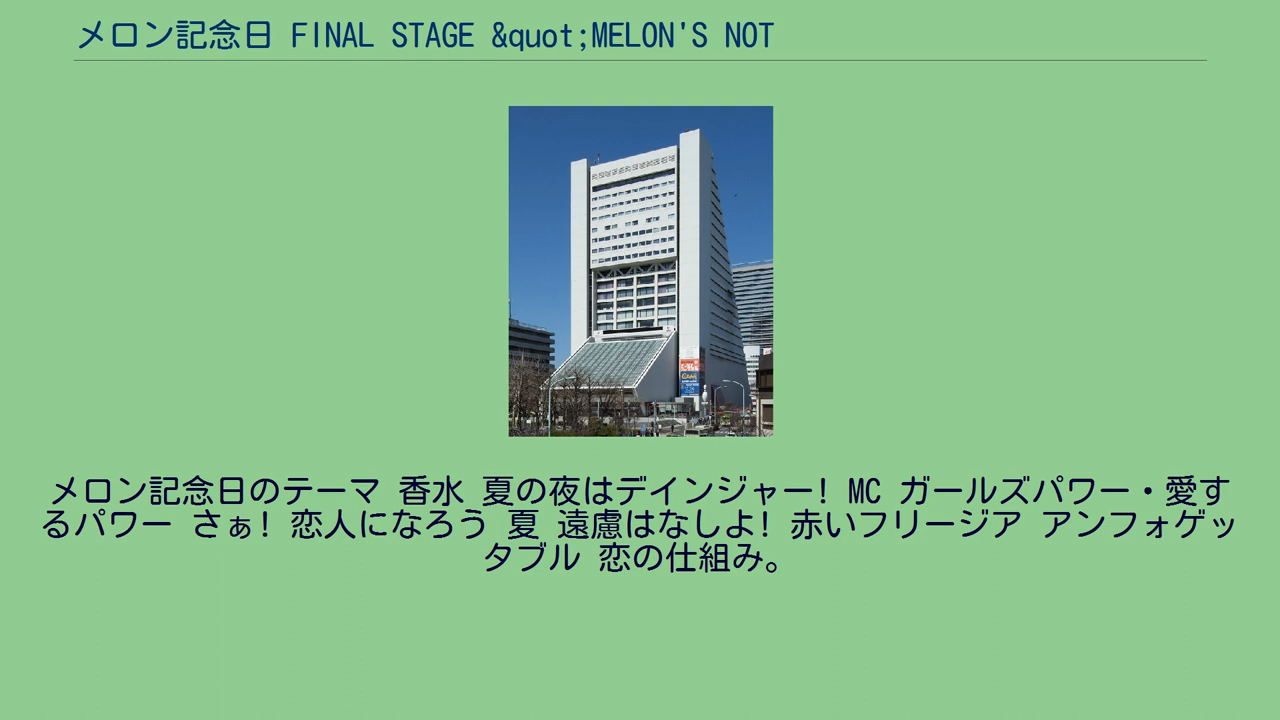 メロン記念日 FINAL STAGE &quot;MELON'S NOT
メロン記念日のテーマ 香水 夏の夜はデインジャー! MC ガールズパワー・愛す
るパワー さぁ! 恋人になろう 夏 遠慮はなしよ! 赤いフリージア アンフォゲッ
タブル 恋の仕組み。